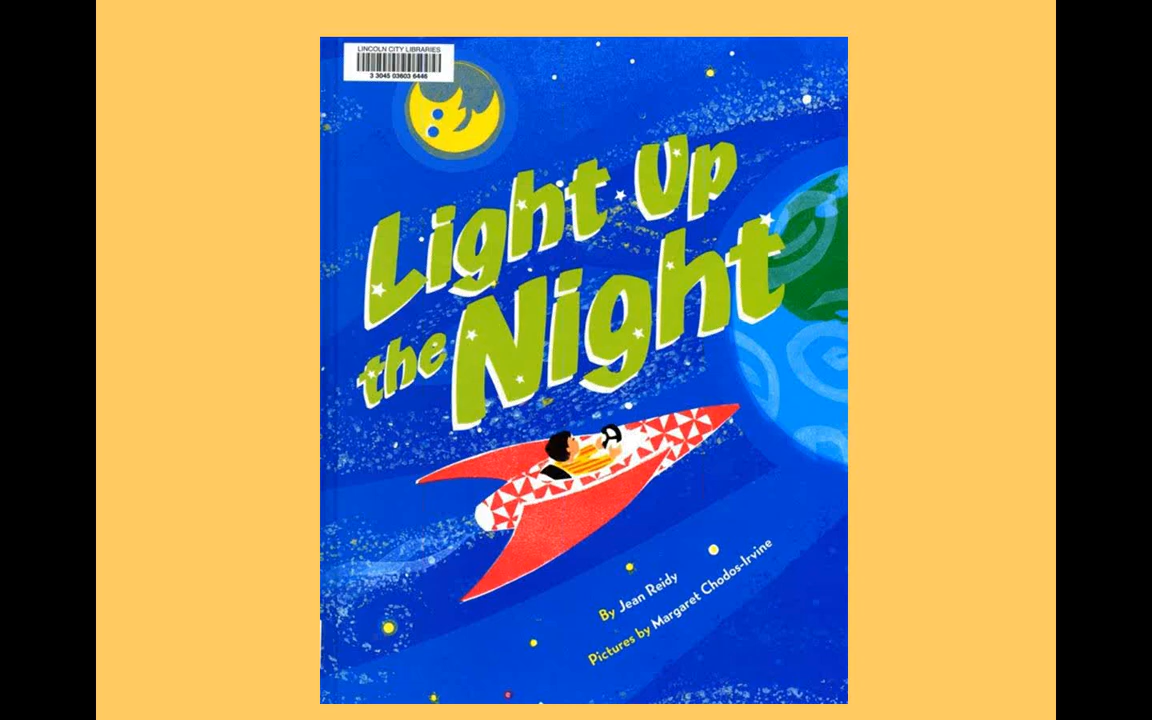 LINCOLN CITY LIBRARIES
3 3045 03603 6446
Light Up
the Night
By Jean Reidy
Pictures by Margaret Chodos-Irvine